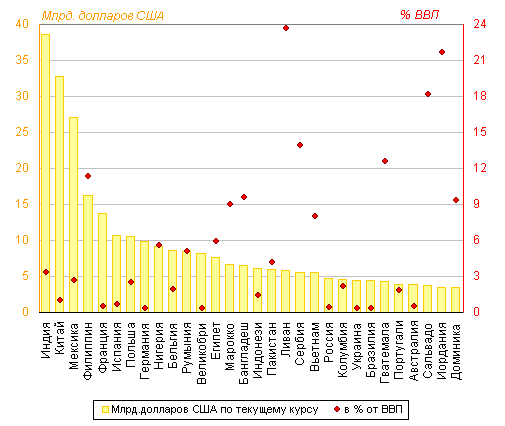 Млрд. долларов США
% ВВП
40
35
30
25
20
15
10
5
0
24
21
18
15
12
9
6
3
0
Индия
Китай
Мексика
Филиппин
Франция
Испания
Польша
Германия
Нигерия
Бельгия
Румыния
Великобри
Египет
Марокко
Бангладеш
Индонези
Пакистан
Ливан
Сербия
Вьетнам
Россия
Колумбия
Украина
Бразилия
Гватемала
Португали
Австралия
Сальвадо
Иордания
Доминика
Млрд.долларов США по текущему курсу
в % от ВВП